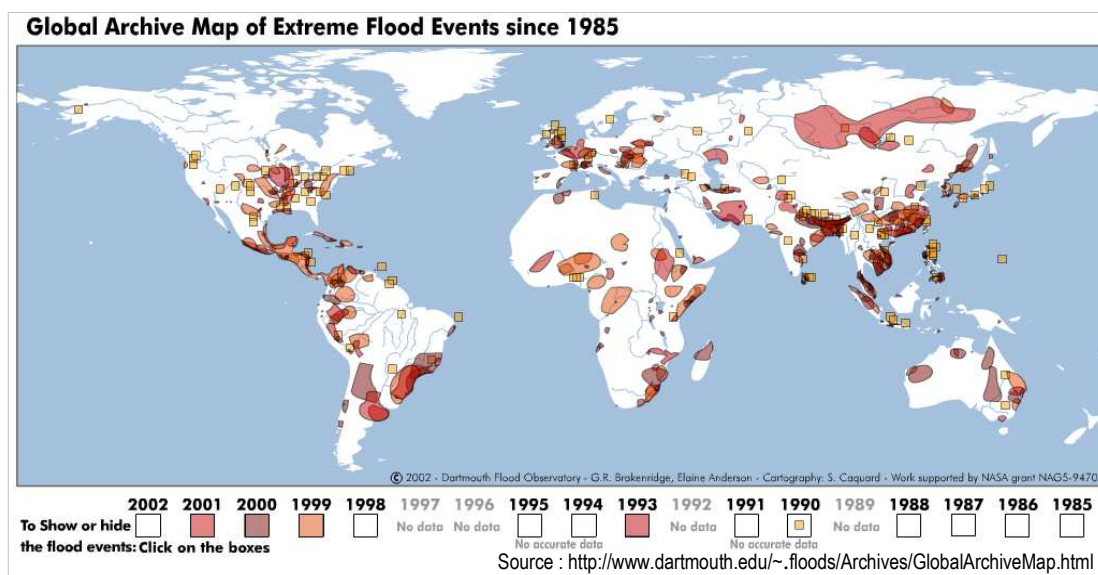 Global Archive Map of Extreme Flood Events since 1985
© 2002 - Dartmouth Flood Observatory - G.R. Brakenridge, Elaine Anderson - Cartography: S. Caquard - Work supported by NASA grant NAG5-9470
2002 2001 2000 1999 1998 1997 1996 1995 1994 1993 1992 1991 1990 1989 1988 1987 1986 1985
To Show or hide No data No data No data No data
the flood events: Click on the boxes No accurate data No accurate data
Source : http://www.dartmouth.edu/~.floods/Archives/GlobalArchiveMap.html